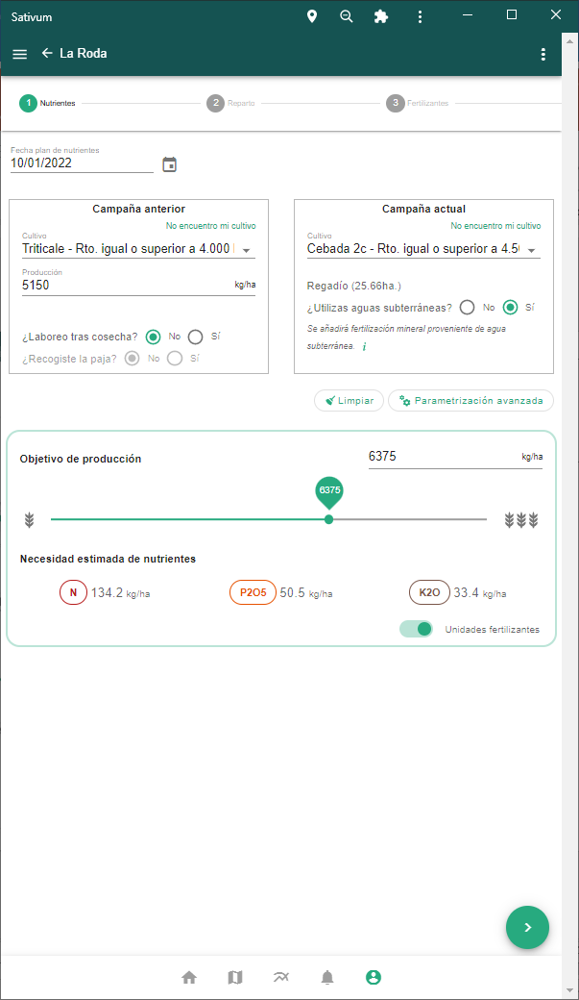 Sativum
La Roda
1 Nutrientes
2 Reparto
3 Fertilizantes
Fecha plan de nutrientes
10/01/2022
Campaña anterior
No encuentro mi cultivo
Cultivo
Triticale - Rto. igual o superior a 4.000
Producción
5150 kg/ha
¿Laboreo tras cosecha? No Sí
¿Recogiste la paja? No Sí
Campaña actual
No encuentro mi cultivo
Cultivo
Cebada 2c - Rto. igual o superior a 4.50
Regadío (25.66ha.)
¿Utilizas aguas subterráneas? No Sí
Se añadirá fertilización mineral proveniente de agua
subterránea. i
Limpiar
Parametrización avanzada
Objetivo de producción 6375 kg/ha
6375
Necesidad estimada de nutrientes
N 134.2 kg/ha P2O5 50.5 kg/ha K2O 33.4 kg/ha
Unidades fertilizantes